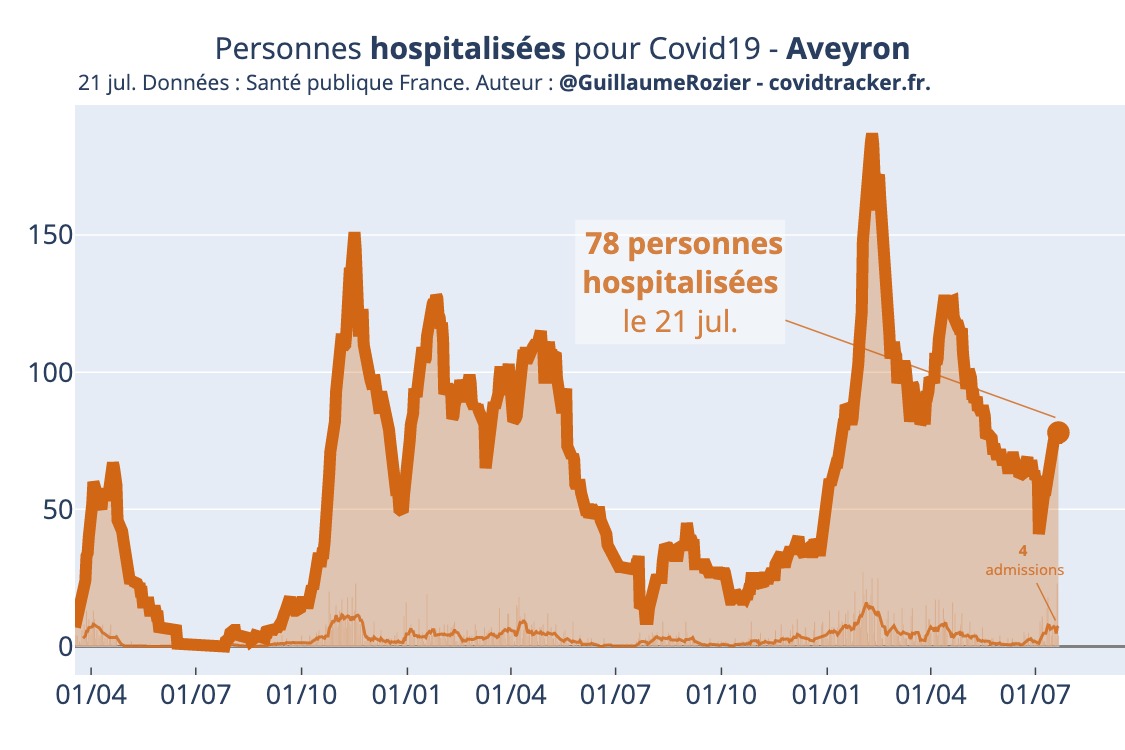 Personnes hospitalisées pour Covid19 - Aveyron
21 jul. Données : Santé publique France. Auteur : @GuillaumeRozier - covidtracker.fr.
150
100
50
0
78 personnes
hospitalisées
le 21 jul.
4
admissions
01/04 01/07 01/10 01/01 01/04 01/07 01/10 01/01 01/04 01/07